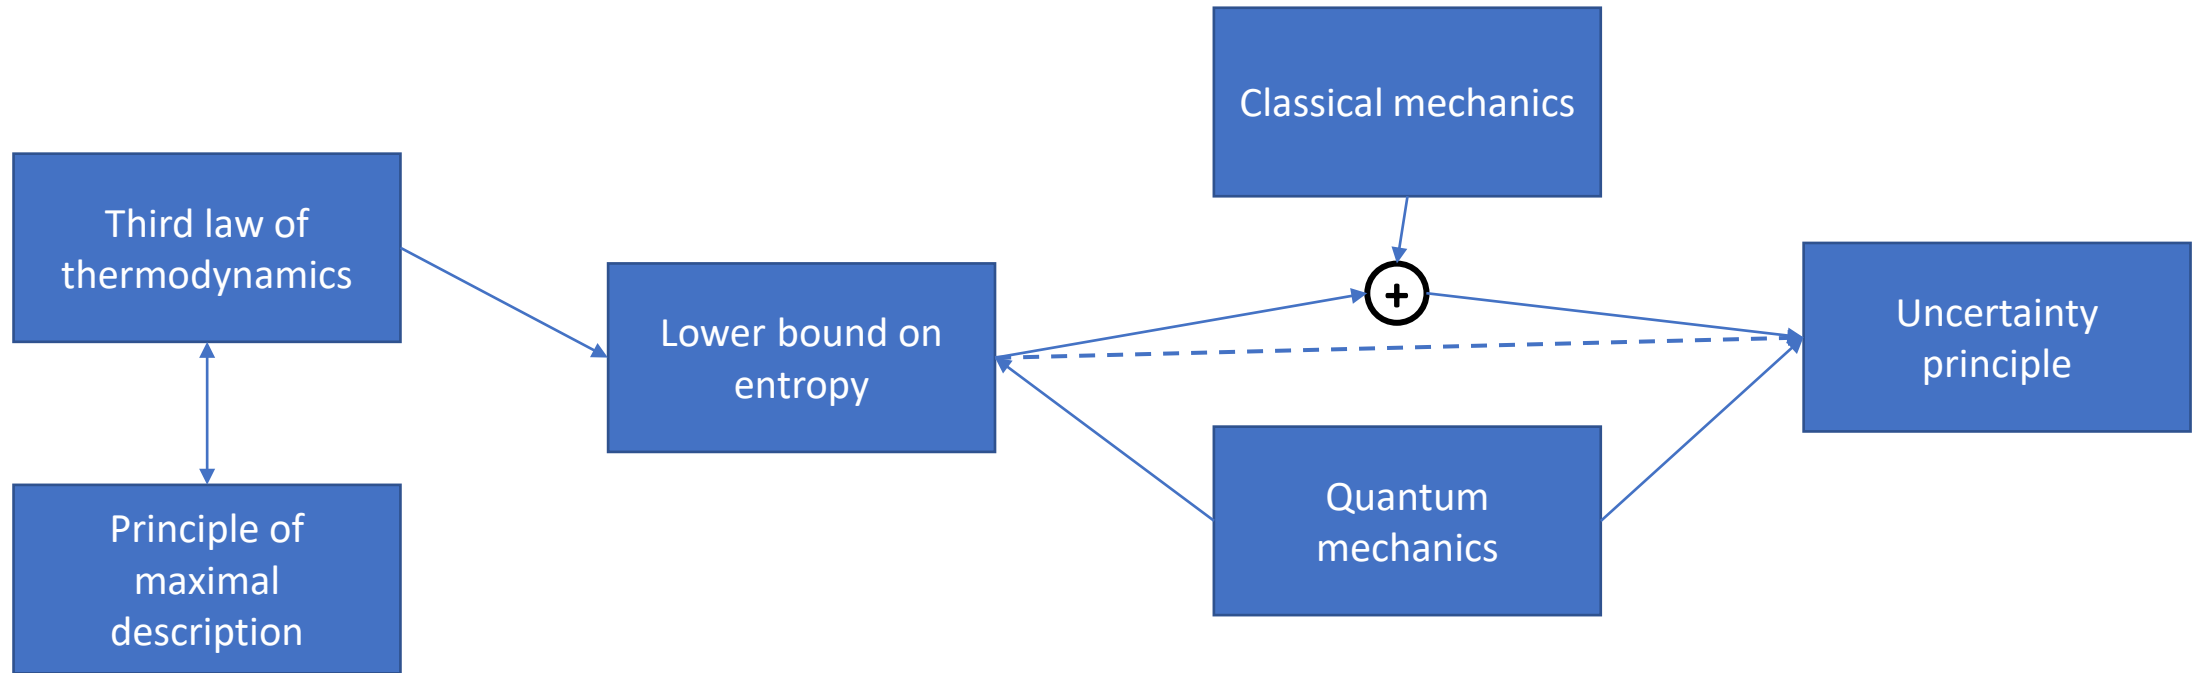 Classical mechanics
Third law of
thermodynamics
Lower bound on
entropy
+
Uncertainty
principle
Quantum
mechanics
Principle of
maximal
description